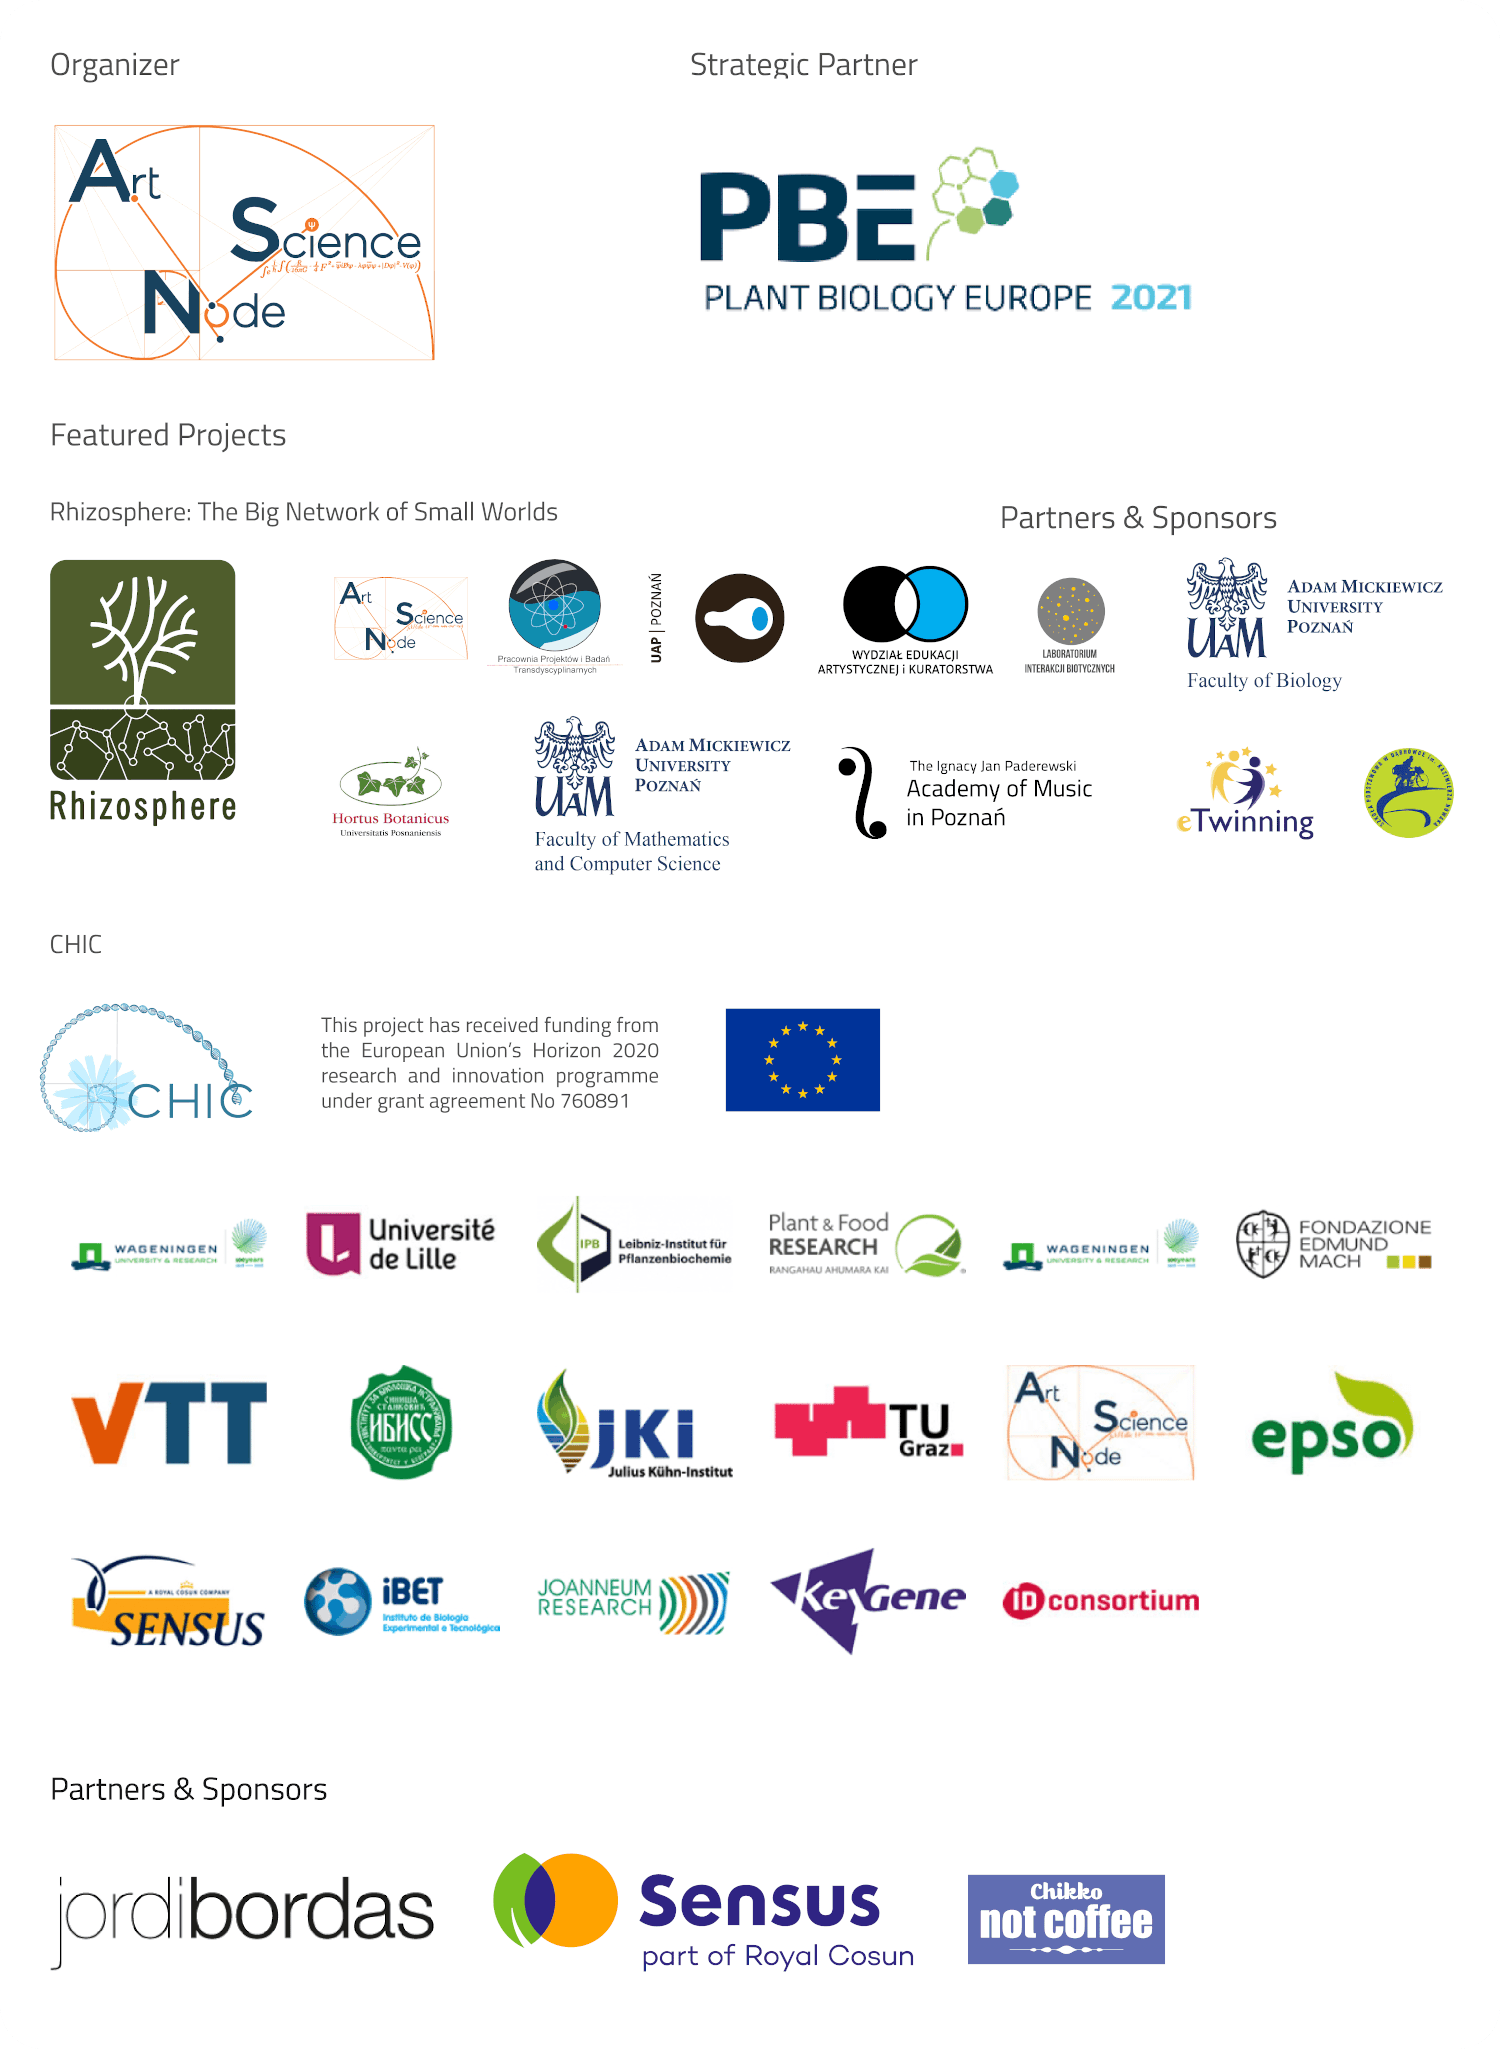 Organizer
Strategic Partner
Art
Science
Node
PBE
PLANT BIOLOGY EUROPE 2021
Featured Projects
Rhizosphere: The Big Network of Small Worlds
Partners & Sponsors
Rhizosphere
Art
Science
Node
Pracownia Projektów i Badań
Transdyscyplinarnych
UAP | POZNAŃ
WYDZIAŁ EDUKACJI
ARTYSTYCZNEJ i KURATORSTWA
LABORATORIUM
INTERAKCJI BIOTYCZNYCH
UAM
ADAM MICKIEWICZ
UNIVERSITY
POZNAŃ
Faculty of Biology
Hortus Botanicus
Universitatis Posnaniensis
UAM
ADAM MICKIEWICZ
UNIVERSITY
POZNAŃ
Faculty of Mathematics
and Computer Science
The Ignacy Jan Paderewski
Academy of Music
in Poznań
eTwinning
CHIC
CHIC
This project has received funding from
the European Union's Horizon 2020
research and innovation programme
under grant agreement No 760891
WAGENINGEN
UNIVERSITY & RESEARCH
Université
de Lille
IPB
Leibniz-Institut für
Pflanzenbiochemie
Plant & Food
RESEARCH
RANGAHAU AHUMARA KAI
WAGENINGEN
UNIVERSITY & RESEARCH
FONDAZIONE
EDMUND
MACH
VTT
ИБИСС
JKi
Julius Kühn-Institut
TU
Graz
Art
Science
Node
epso
A ROYAL COSUN COMPANY
SENSUS
iBET
Instituto de Biologia
Experimental e Tecnológica
JOANNEUM
RESEARCH
KeyGene
iD consortium
Partners & Sponsors
jordibordas
Sensus
part of Royal Cosun
Chikko
not coffee